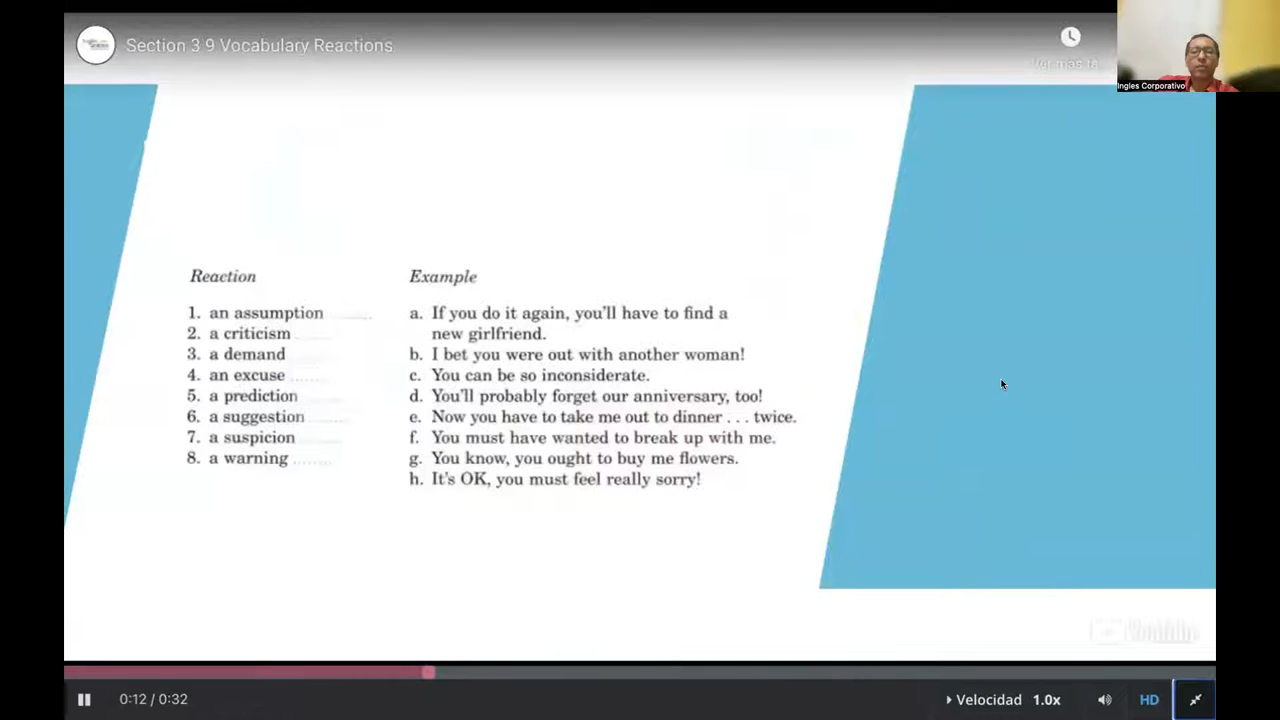 Section 3 9 Vocabulary Reactions
Ingles Corporativo
Reaction Example
1. an assumption ........ a. If you do it again, you'll have to find a
new girlfriend.
2. a criticism ........
3. a demand b. I bet you were out with another woman!
4. an excuse ........ c. You can be so inconsiderate.
5. a prediction ........ d. You'll probably forget our anniversary, too!
6. a suggestion ........ e. Now you have to take me out to dinner . . . twice.
7. a suspicion ........ f. You must have wanted to break up with me.
8. a warning ........ g. You know, you ought to buy me flowers.
h. It's OK, you must feel really sorry!
YouTube
0:12 / 0:32
Velocidad 1.0x
HD